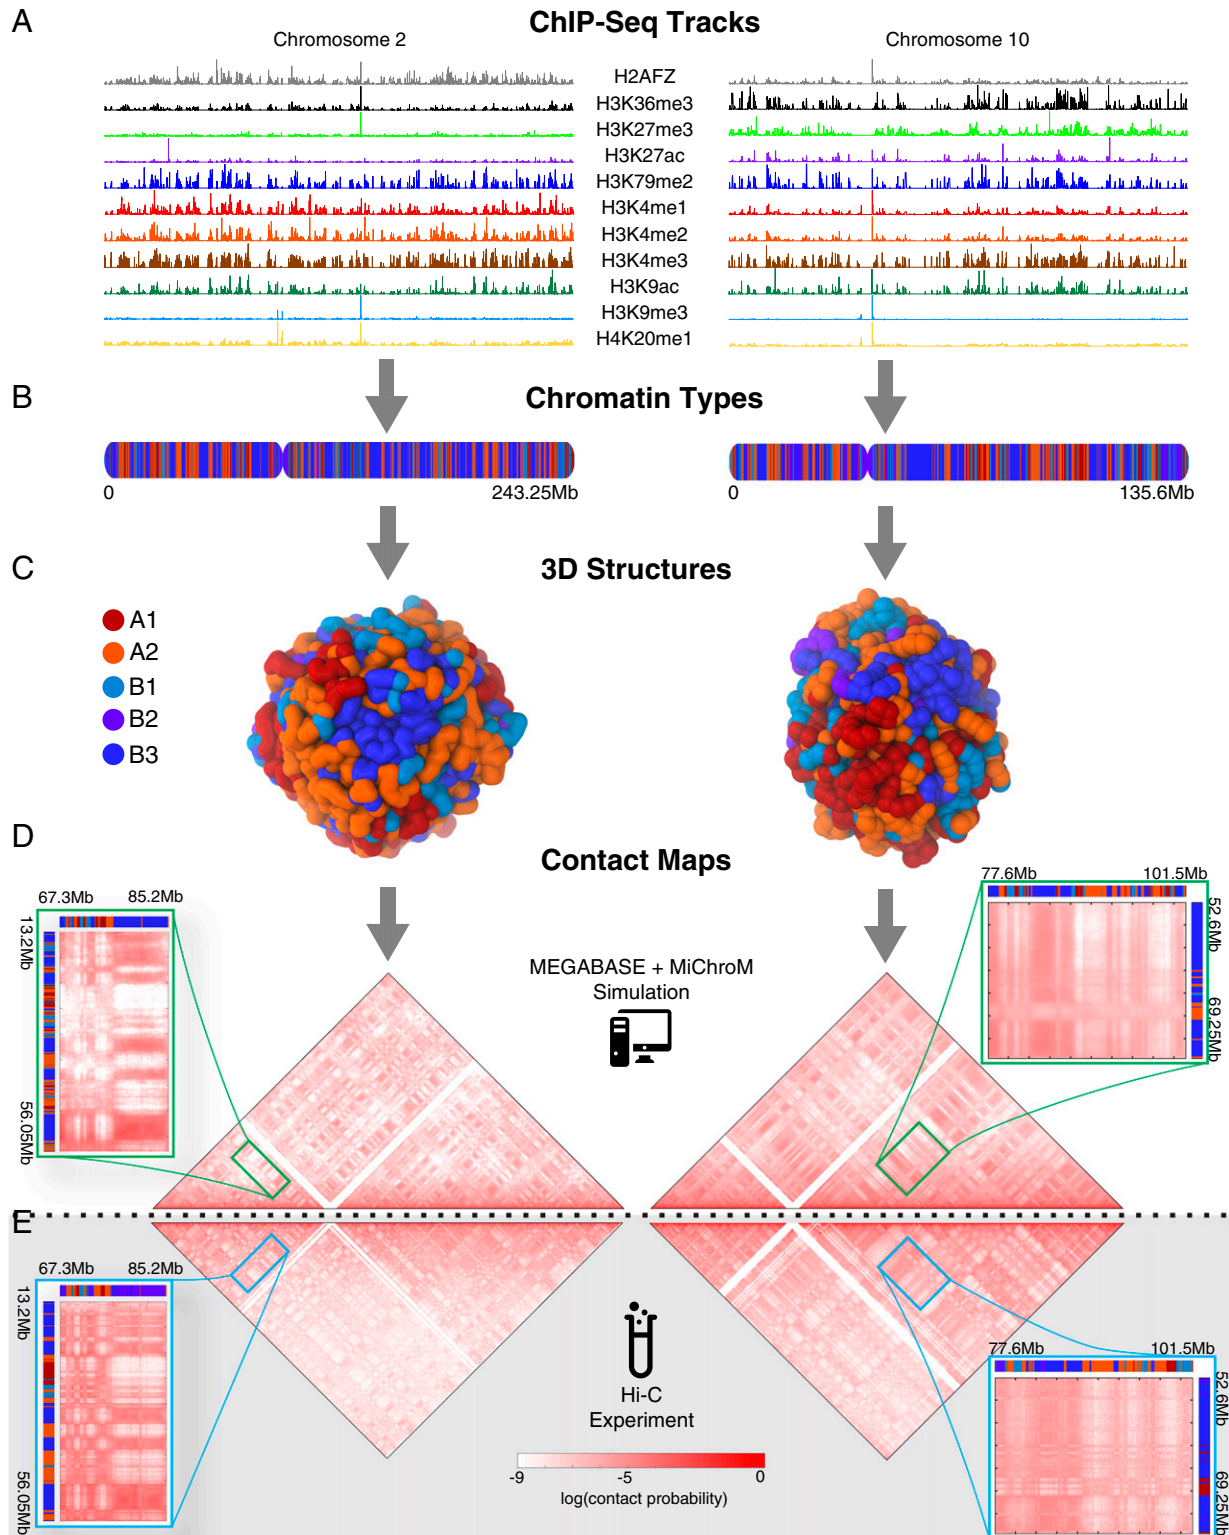 A
ChIP-Seq Tracks
Chromosome 2
Chromosome 10
H2AFZ
H3K36me3
H3K27me3
H3K27ac
H3K79me2
H3K4me1
H3K4me2
H3K4me3
H3K9ac
H3K9me3
H4K20me1
B
Chromatin Types
0
243.25Mb
0
135.6Mb
C
3D Structures
A1
A2
B1
B2
B3
D
Contact Maps
67.3Mb
85.2Mb
13.2Mb
56.05Mb
77.6Mb
101.5Mb
52.6Mb
69.25Mb
MEGABASE + MiChroM
Simulation
E
67.3Mb
85.2Mb
13.2Mb
56.05Mb
Hi-C
Experiment
77.6Mb
101.5Mb
52.6Mb
69.25Mb
-9
-5
0
log(contact probability)